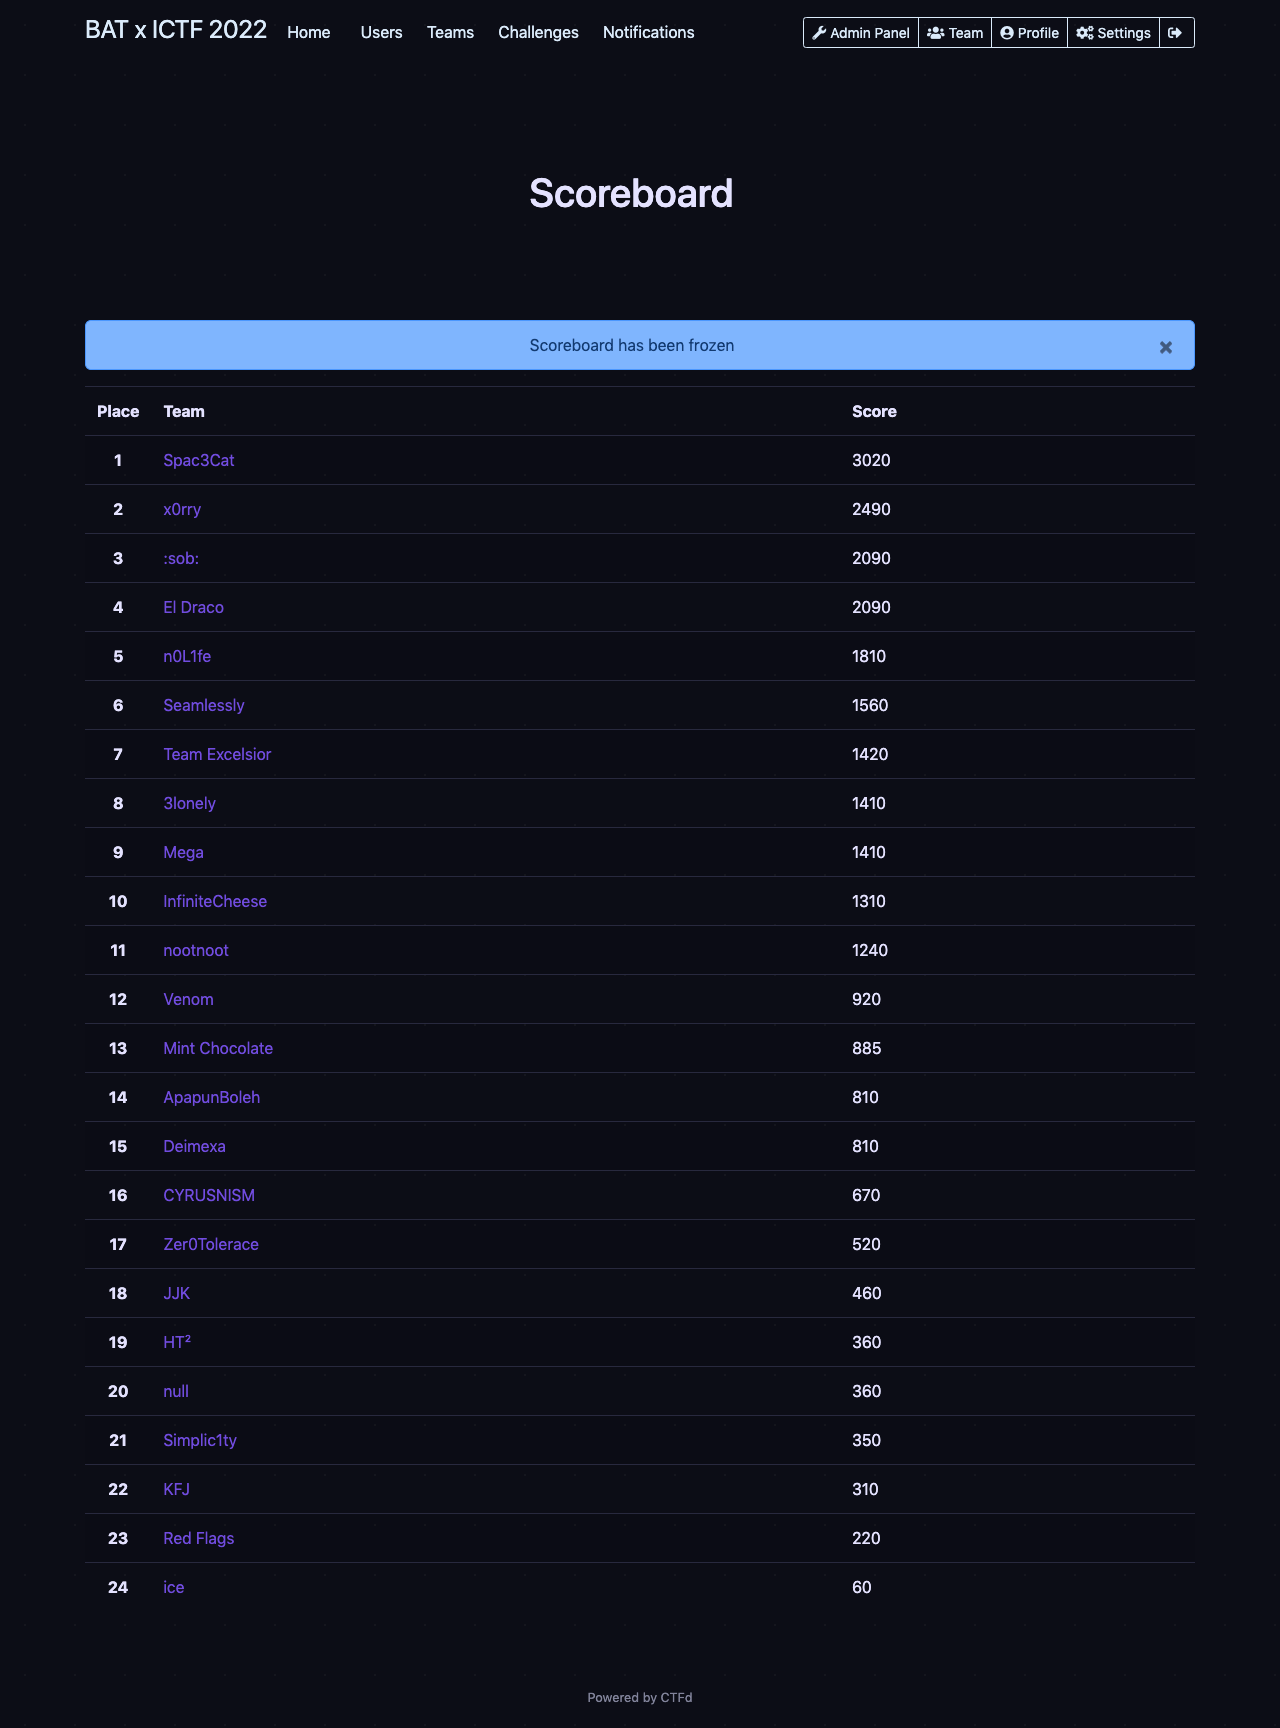 BAT x ICTF 2022 Home Users Teams Challenges Notifications Admin Panel Team Profile Settings
Scoreboard
Scoreboard has been frozen ×
Place Team Score
1 Spac3Cat 3020
2 x0rry 2490
3 :sob: 2090
4 El Draco 2090
5 n0L1fe 1810
6 Seamlessly 1560
7 Team Excelsior 1420
8 3lonely 1410
9 Mega 1410
10 InfiniteCheese 1310
11 nootnoot 1240
12 Venom 920
13 Mint Chocolate 885
14 ApapunBoleh 810
15 Deimexa 810
16 CYRUSNISM 670
17 Zer0Tolerace 520
18 JJK 460
19 HT² 360
20 null 360
21 Simplic1ty 350
22 KFJ 310
23 Red Flags 220
24 ice 60
Powered by CTFd